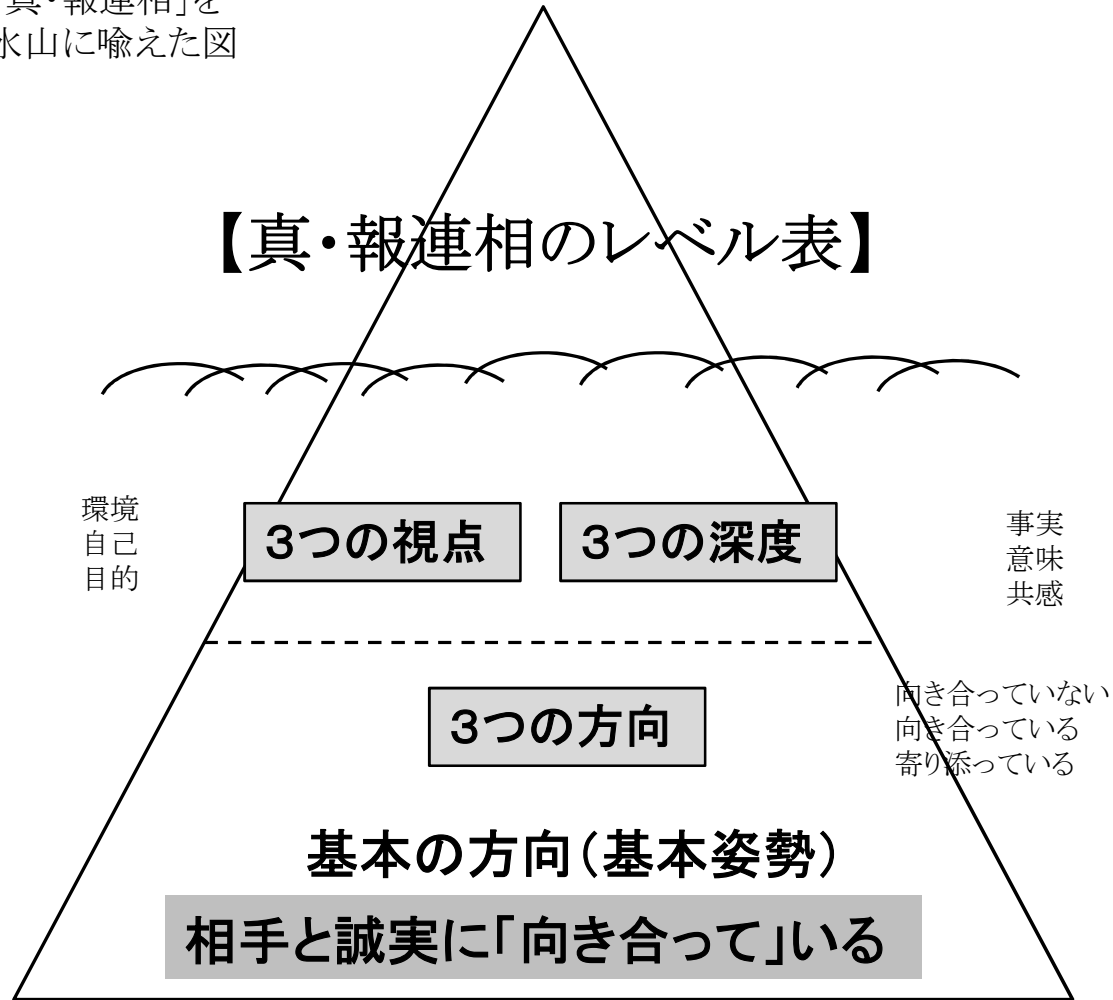 真・報連相」を
氷山に喩えた図
【真・報連相のレベル表】
環境
自己
目的
3つの視点
3つの深度
事実
意味
共感
3つの方向
向き合っていない
向き合っている
寄り添っている
基本の方向(基本姿勢)
相手と誠実に「向き合って」いる